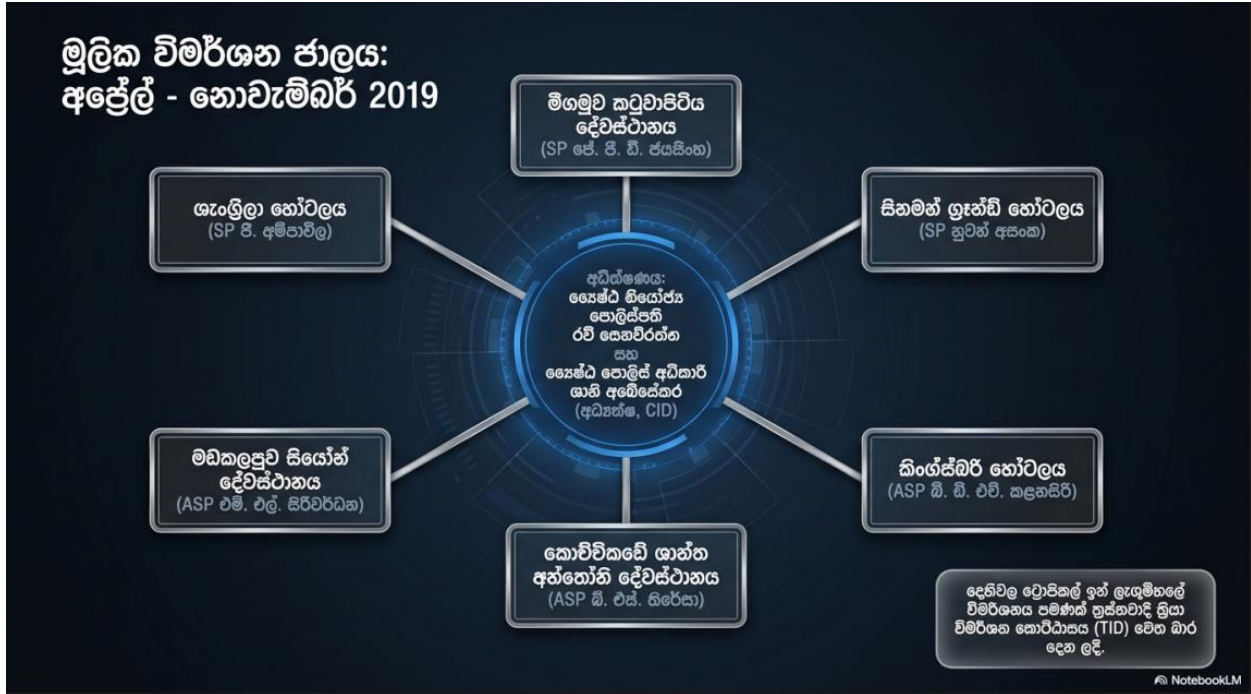 මූලික විමර්ශන ජාලය:
අප්‍රේල් - නොවැම්බර් 2019
මීගමුව කටුවාපිටිය
දේවස්ථානය
(SP ජේ. පී. ඩී. ජයසිංහ)
ශැංග්‍රිලා හෝටලය
(SP පී. අම්පාවිල)
සිනමන් ග්‍රෑන්ඩ් හෝටලය
(SP නුවන් අසංක)
අධීක්ෂණය:
ජ්‍යෙෂ්ඨ නියෝජ්‍ය
පොලිස්පති
රවි සෙනවිරත්න
සහ
ජ්‍යෙෂ්ඨ පොලිස් අධිකාරී
ශානි අබේසේකර
(අධ්‍යක්ෂ, CID)
මඩකලපුව සියෝන්
දේවස්ථානය
(ASP එම්. එල්. සිරිවර්ධන)
කිංග්ස්බරි හෝටලය
(ASP බී. ඩී. එච්. කළනසිරි)
කොච්චිකඩේ ශාන්ත
අන්තෝනි දේවස්ථානය
(ASP බී. එස්. තිරේසා)
දෙහිවල ට්‍රොපිකල් ඉන් ලැගුම්හලේ
විමර්ශනය පමණක් ත්‍රස්තවාදී ක්‍රියා
විමර්ශන කොට්ඨාසය (TID) වෙත බාර
දෙන ලදී.
NotebookLM